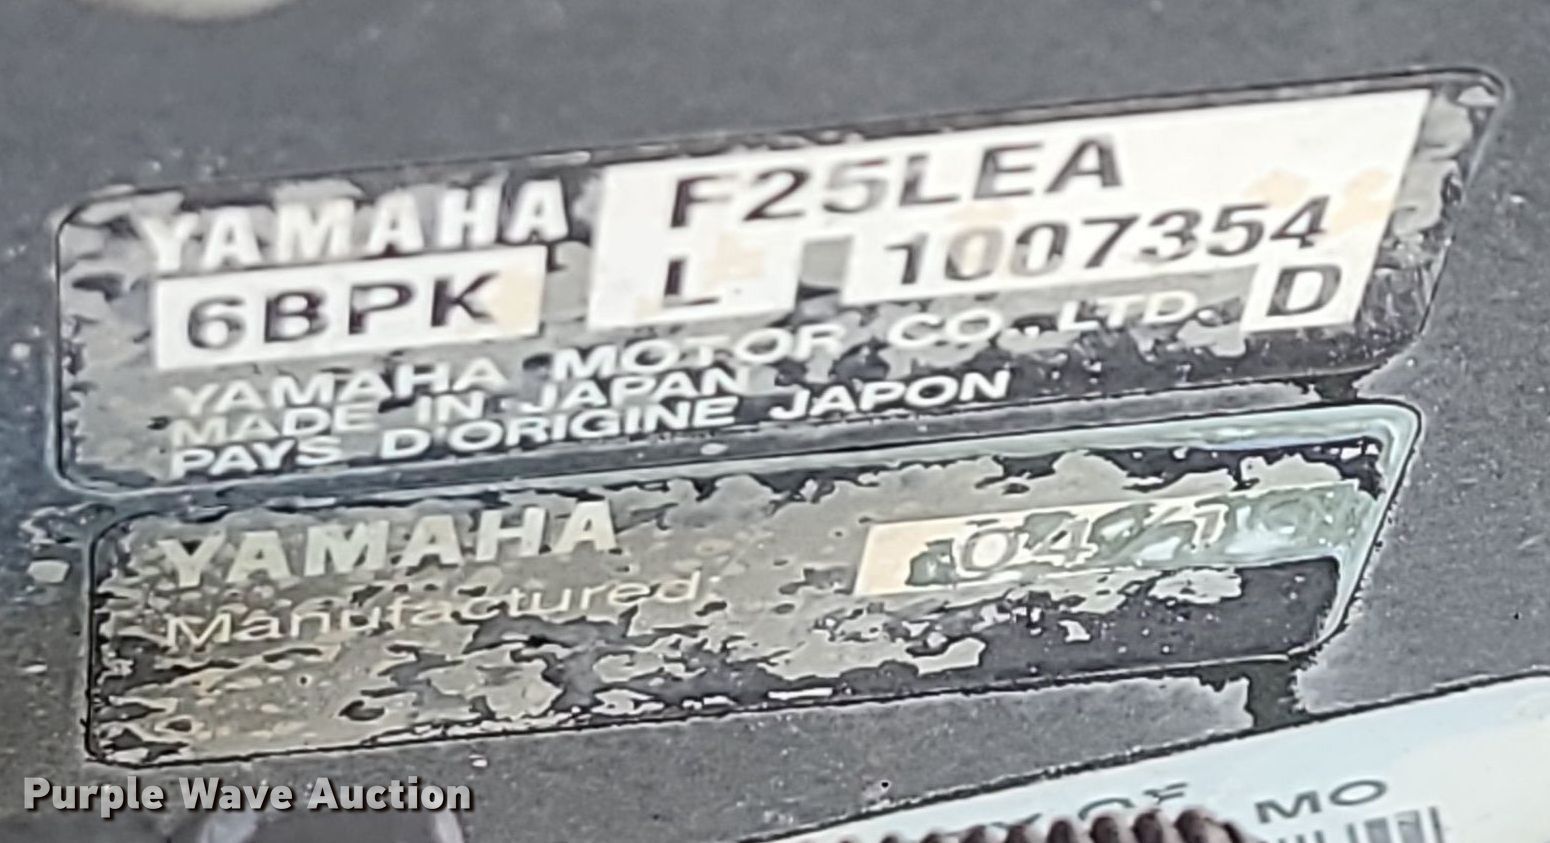 YAMAHA F25LEA
6BPK L 1007354
YAMAHA MOTOR CO., LTD. D
MADE IN JAPAN
PAYS D'ORIGINE JAPON
YAMAHA
Manufactured:
MO
Purple Wave Auction